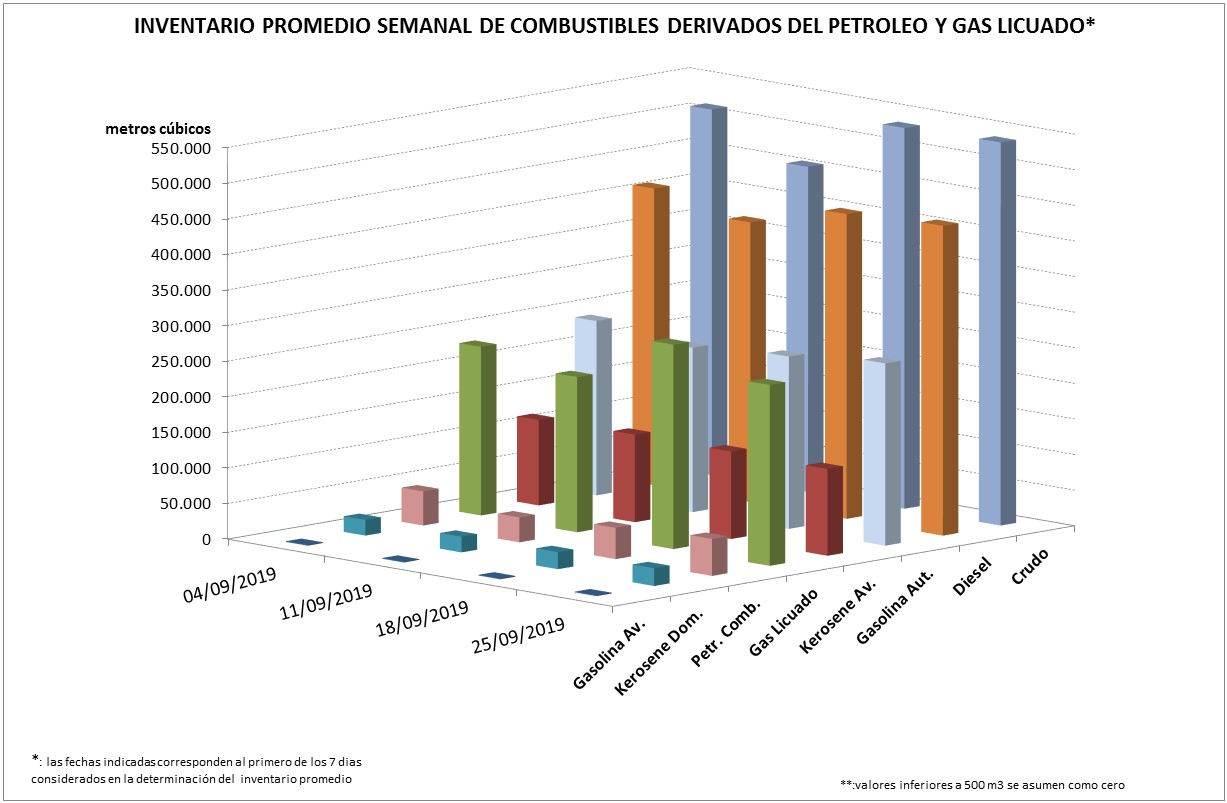 INVENTARIO PROMEDIO SEMANAL DE COMBUSTIBLES DERIVADOS DEL PETROLEO Y GAS LICUADO*
metros cúbicos
550.000
500.000
450.000
400.000
350.000
300.000
250.000
200.000
150.000
100.000
50.000
0
04/09/2019
11/09/2019
18/09/2019
25/09/2019
Gasolina Av.
Kerosene Dom.
Petr. Comb.
Gas Licuado
Kerosene Av.
Gasolina Aut.
Diesel
Crudo
*: las fechas indicadas corresponden al primero de los 7 dias
considerados en la determinación del inventario promedio
**:valores inferiores a 500 m3 se asumen como cero